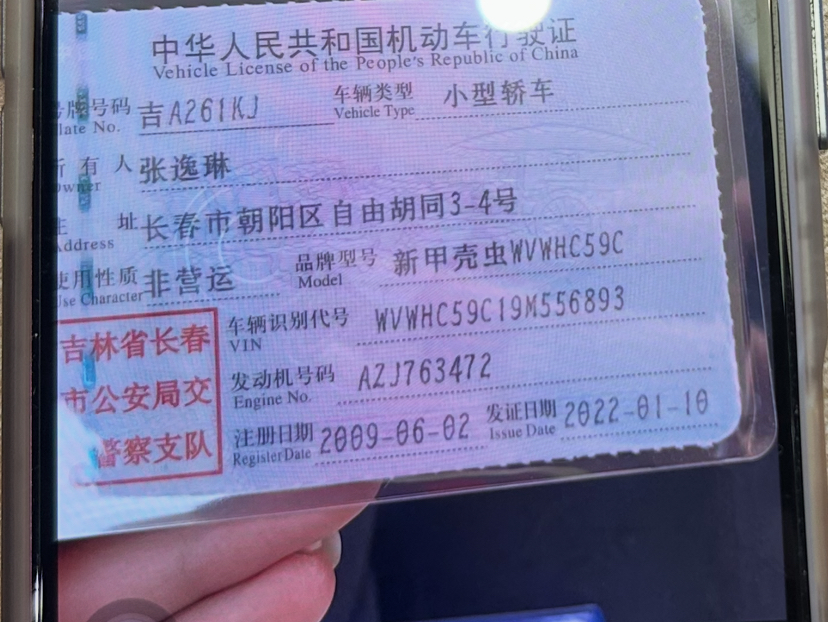 中华人民共和国机动车行驶证
Vehicle License of the People's Republic of China
号牌号码 吉A261KJ 车辆类型 小型轿车
Plate No. Vehicle Type
所有人 张逸琳
Owner
住 址 长春市朝阳区自由胡同3-4号
Address
使用性质 非营运 品牌型号 新甲壳虫WVWHC59C
Use Character Model
车辆识别代号 WVWHC59C19M556893
VIN
发动机号码 AZJ763472
Engine No.
注册日期 2009-06-02 发证日期 2022-01-10
Register Date Issue Date
吉林省长春
市公安局交
警察支队